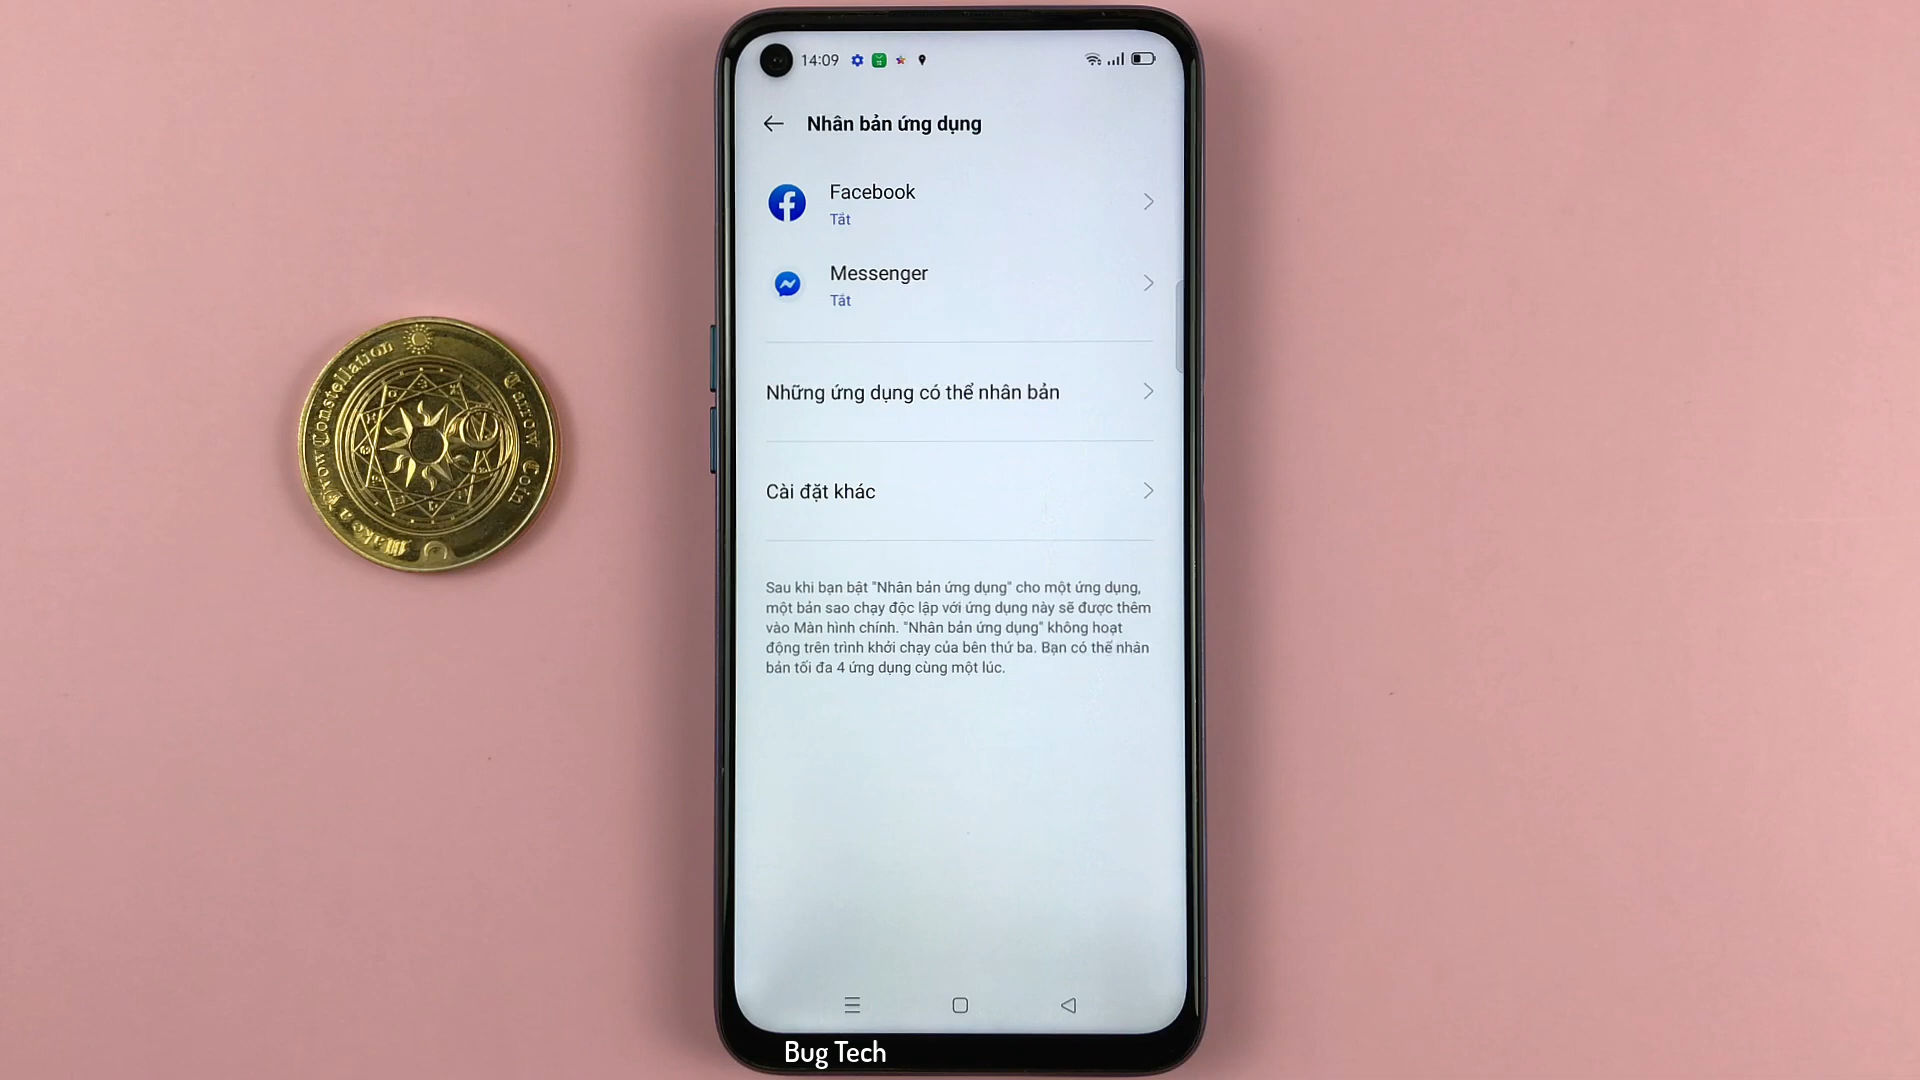 14:09
Nhân bản ứng dụng
Facebook
Tắt
Messenger
Tắt
Những ứng dụng có thể nhân bản
Cài đặt khác
Sau khi bạn bật "Nhân bản ứng dụng" cho một ứng dụng,
một bản sao chạy độc lập với ứng dụng này sẽ được thêm
vào Màn hình chính. "Nhân bản ứng dụng" không hoạt
động trên trình khởi chạy của bên thứ ba. Bạn có thể nhân
bản tối đa 4 ứng dụng cùng một lúc.
Constellation
Tarrow Coin
Make a
Bug Tech